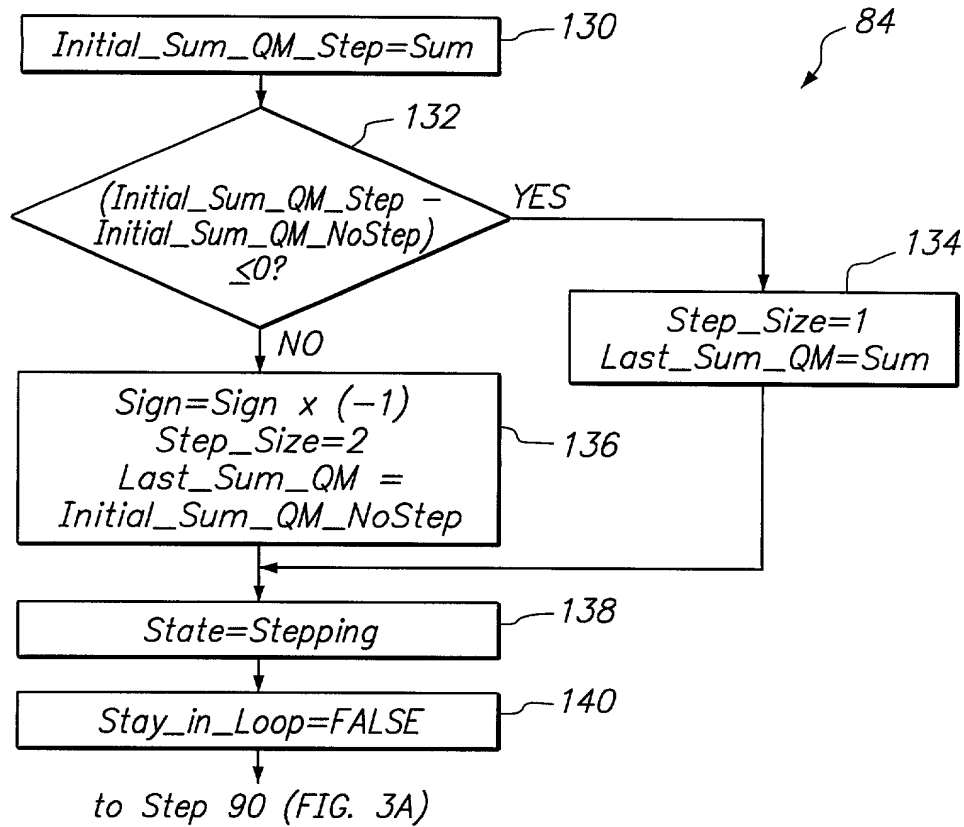 Initial_Sum_QM_Step=Sum
130
84
132
(Initial_Sum_QM_Step –
Initial_Sum_QM_NoStep)
≤0?
YES
134
Step_Size=1
Last_Sum_QM=Sum
NO
Sign=Sign x (-1)
Step_Size=2
Last_Sum_QM =
Initial_Sum_QM_NoStep
136
State=Stepping
138
Stay_in_Loop=FALSE
140
to Step 90 (FIG. 3A)